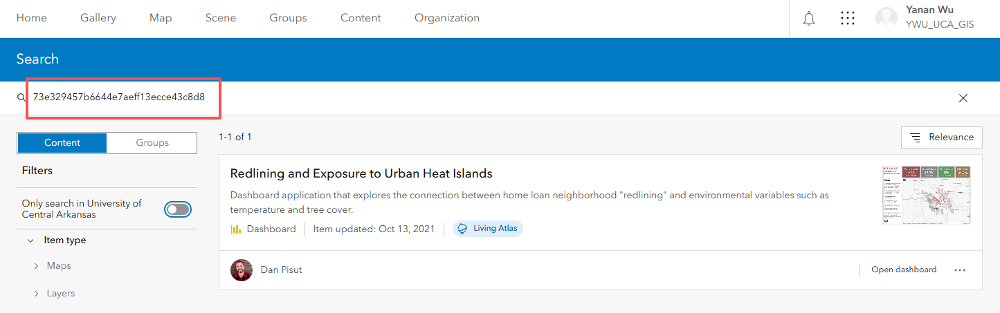 Home Gallery Map Scene Groups Content Organization
Yanan Wu
YWU_UCA_GIS
Search
73e329457b6644e7aeff13ecce43c8d8
Content Groups
1-1 of 1
Relevance
Filters
Only search in University of
Central Arkansas
Item type
Maps
Layers
Redlining and Exposure to Urban Heat Islands
Dashboard application that explores the connection between home loan neighborhood "redlining" and environmental variables such as
temperature and tree cover.
Dashboard Item updated: Oct 13, 2021 Living Atlas
REDLINING
Dan Pisut
Open dashboard